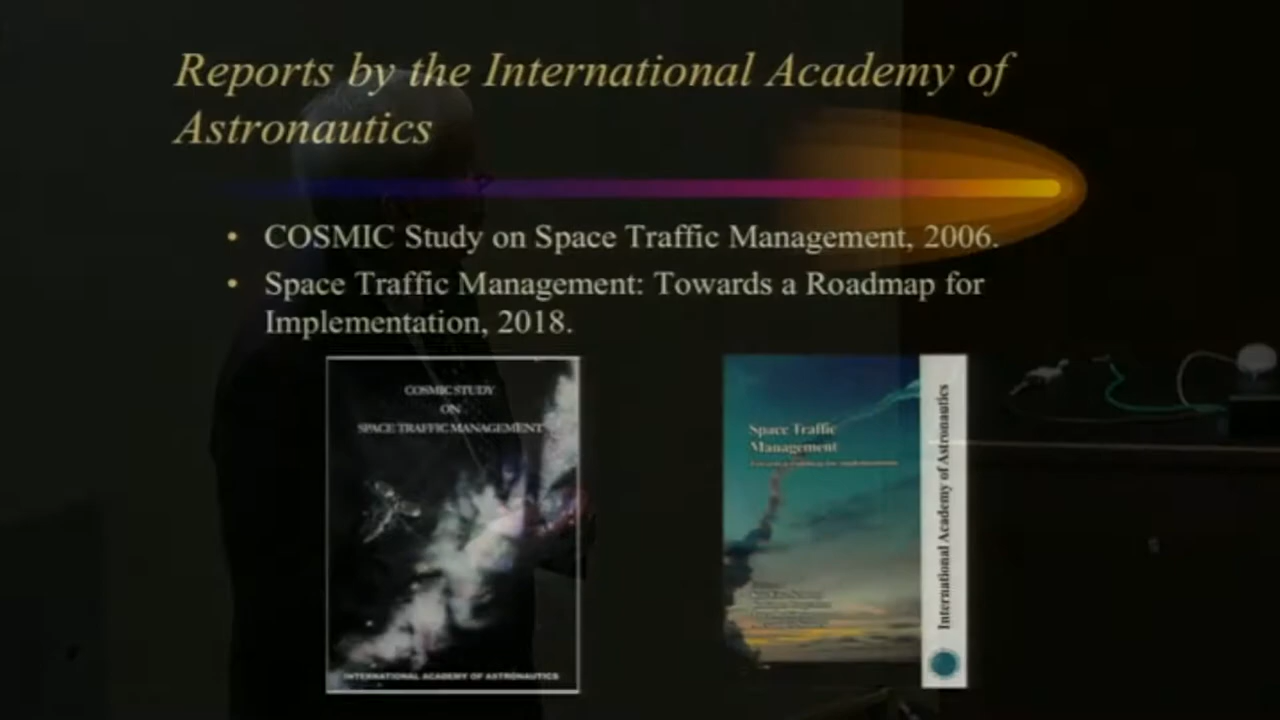 Reports by the International Academy of
Astronautics
• COSMIC Study on Space Traffic Management, 2006.
• Space Traffic Management: Towards a Roadmap for
Implementation, 2018.
COSMIC STUDY
ON
SPACE TRAFFIC MANAGEMENT
INTERNATIONAL ACADEMY OF ASTRONAUTICS
Space Traffic
Management
International Academy of Astronautics